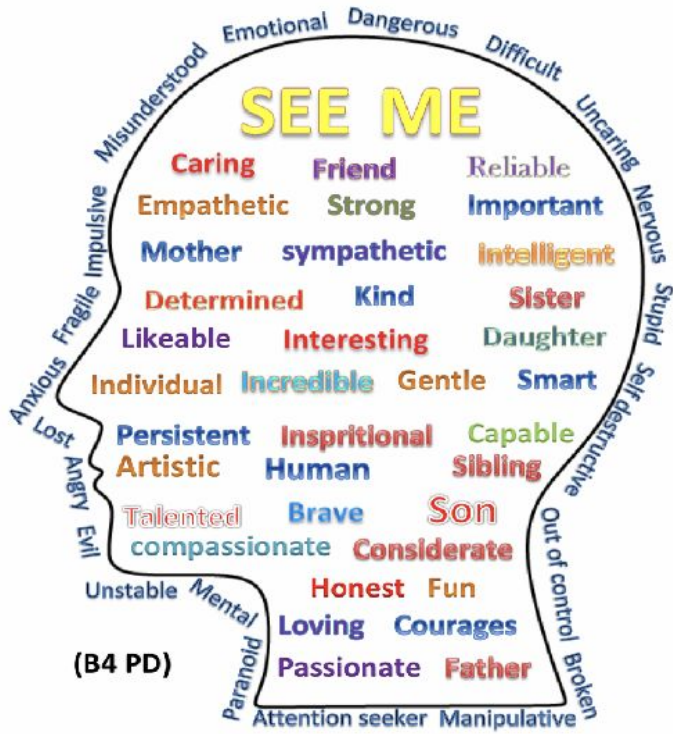 Emotional Dangerous Difficult
Misunderstood Uncaring
SEE ME
Caring Friend Reliable
Empathetic Strong Important
Impulsive Nervous
Mother sympathetic intelligent
Fragile Determined Kind Sister Stupid
Likeable Interesting Daughter
Anxious Individual Incredible Gentle Smart Self destructive
Lost Persistent Inspritional Capable
Angry Artistic Human Sibling
Evil Talented Brave Son
compassionate Considerate Out of control
Unstable Mental Honest Fun
Loving Courages
(B4 PD) Paranoid Passionate Father Broken
Attention seeker Manipulative